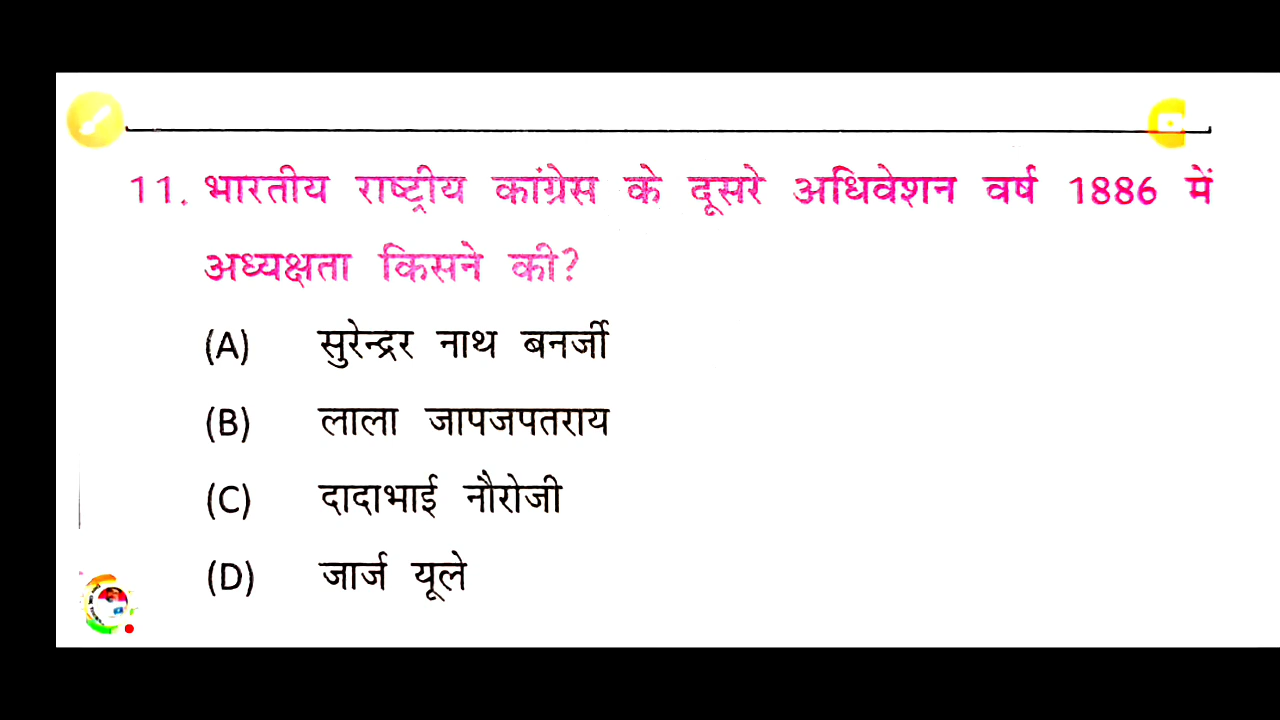 11. भारतीय राष्ट्रीय कांग्रेस के दूसरे अधिवेशन वर्ष 1886 में
अध्यक्षता किसने की?
(A) सुरेन्द्रर नाथ बनर्जी
(B) लाला जापजपतराय
(C) दादाभाई नौरोजी
(D) जार्ज यूले